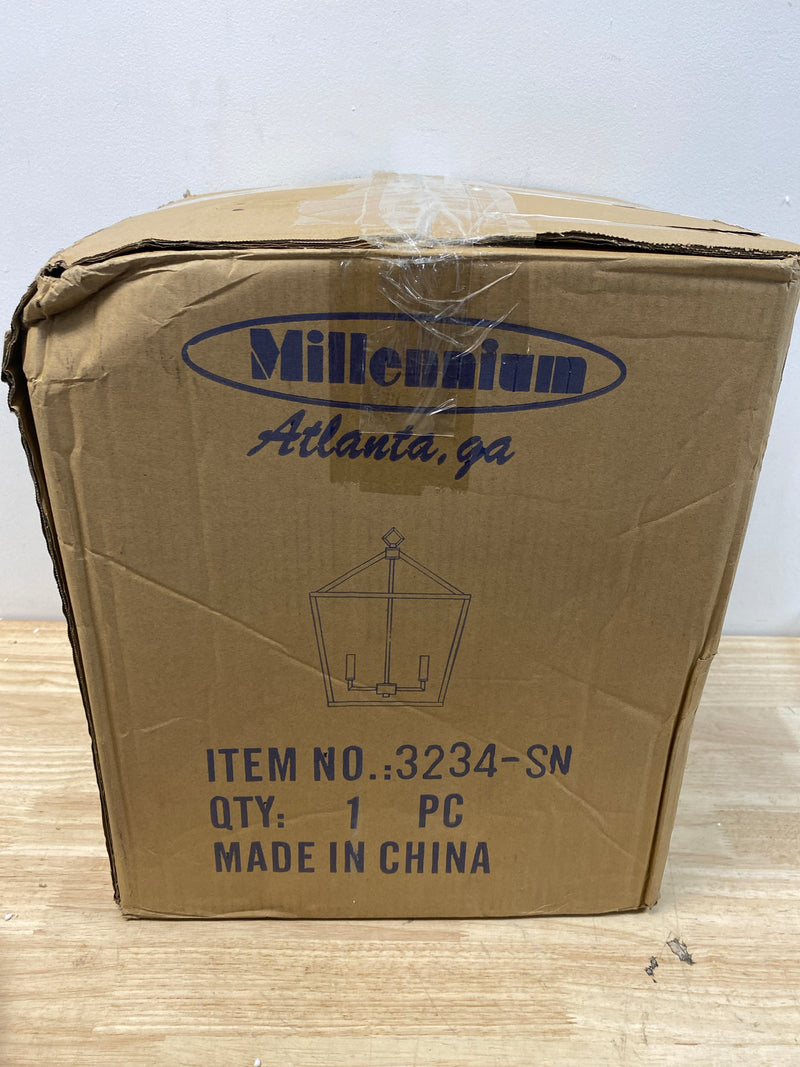 Millennium
Atlanta, ga
ITEM NO.:3234-SN
QTY: 1 PC
MADE IN CHINA